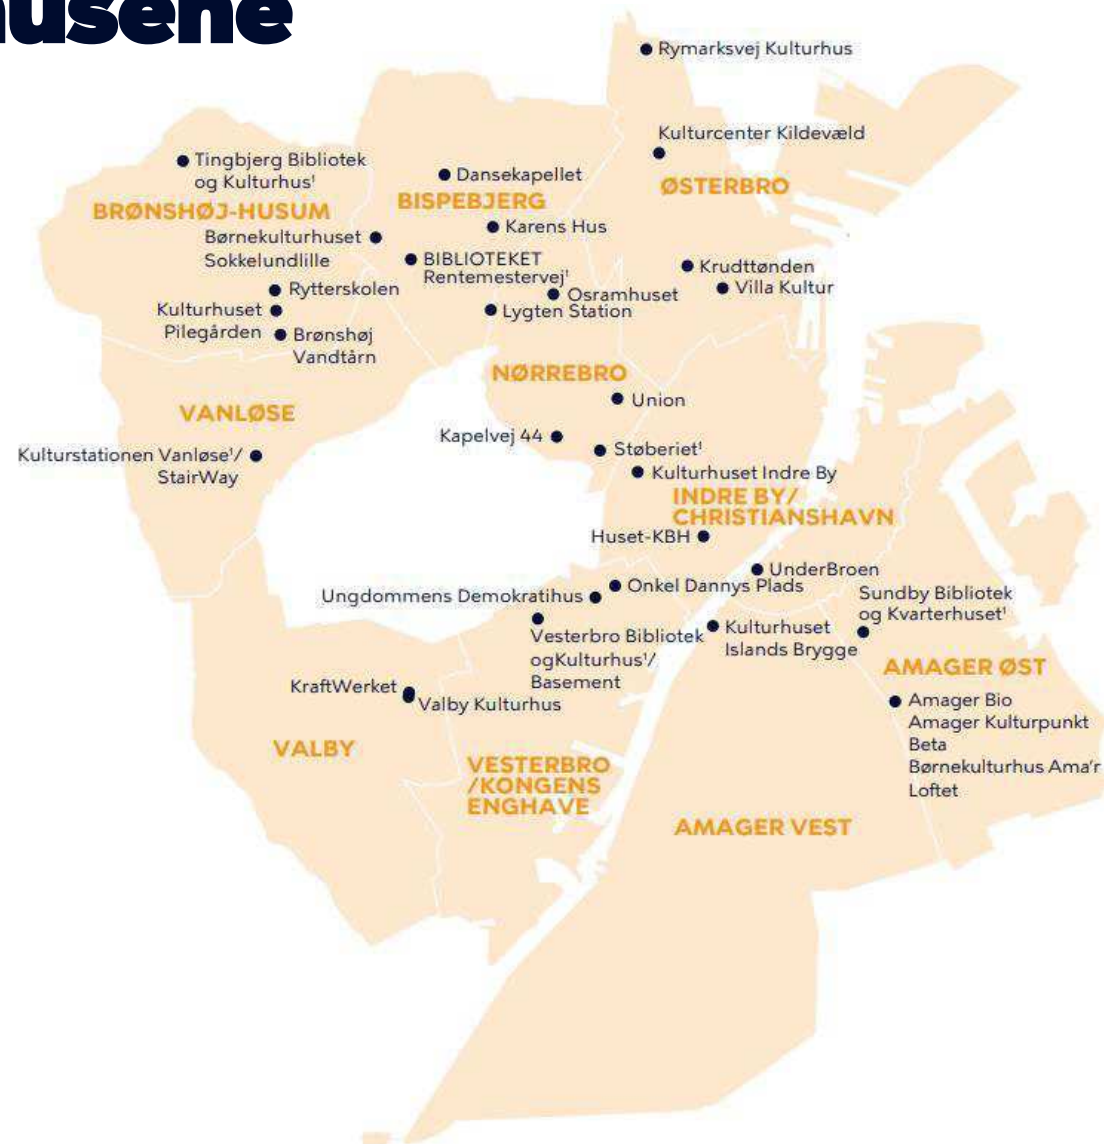 husene
Rymarksvej Kulturhus
Kulturcenter Kildevæld
ØSTERBRO
Tingbjerg Bibliotek
og Kulturhus¹
BRØNSHØJ-HUSUM
Dansekapellet
BISPEBJERG
Karens Hus
Børnekulturhuset
Sokkelundlille
BIBLIOTEKET
Rentemestervej¹
Krudttønden
Villa Kultur
Rytterskolen
Osramhuset
Kulturhuset
Pilegården
Lygten Station
Brønshøj
Vandtårn
NØRREBRO
Union
VANLØSE
Kapelvej 44
Støberiet¹
Kulturstationen Vanløse¹/
StairWay
Kulturhuset Indre By
INDRE BY/
CHRISTIANSHAVN
Huset-KBH
UnderBroen
Onkel Dannys Plads
Ungdommens Demokratihus
Sundby Bibliotek
og Kvarterhuset¹
Vesterbro Bibliotek
ogKulturhus¹/
Basement
Kulturhuset
Islands Brygge
AMAGER ØST
KraftWerket
Valby Kulturhus
Amager Bio
Amager Kulturpunkt
Beta
Børnekulturhus Ama'r
Loftet
VALBY
VESTERBRO
/KONGENS
ENGHAVE
AMAGER VEST